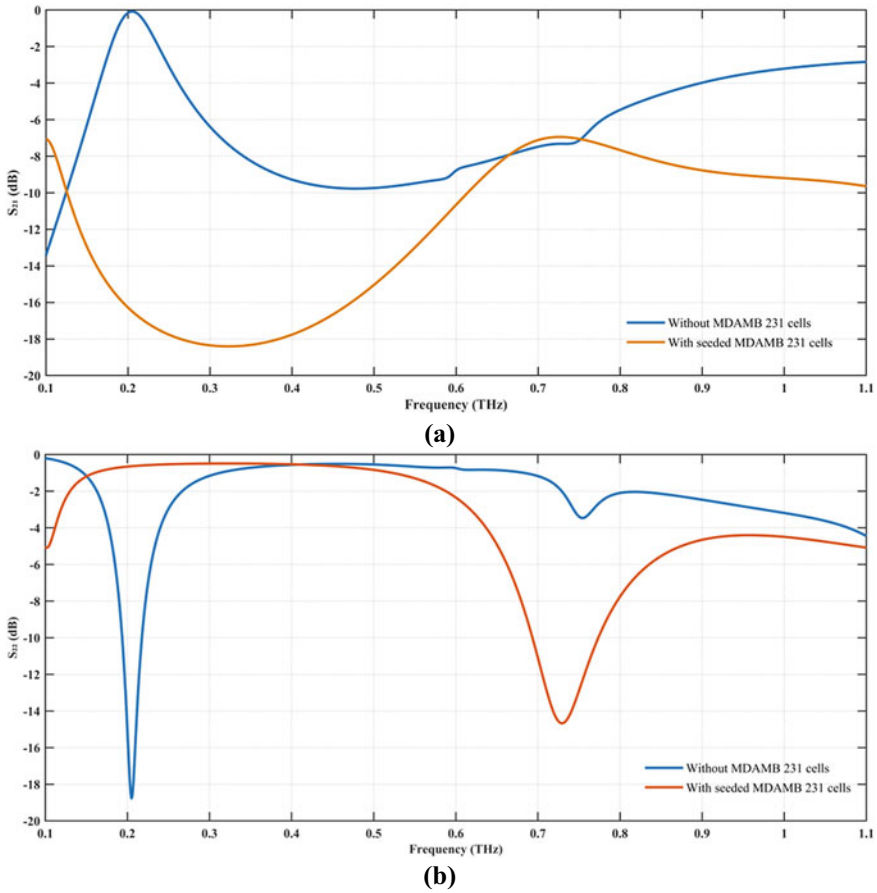 0
-2
-4
-6
-8
-10
-12
-14
-16
-18
-20
S₂₁ (dB)
Without MDAMB 231 cells
With seeded MDAMB 231 cells
0.1 0.2 0.3 0.4 0.5 0.6 0.7 0.8 0.9 1 1.1
Frequency (THz)
(a)
0
-2
-4
-6
-8
-10
-12
-14
-16
-18
-20
S₂₂ (dB)
Without MDAMB 231 cells
With seeded MDAMB 231 cells
0.1 0.2 0.3 0.4 0.5 0.6 0.7 0.8 0.9 1 1.1
Frequency (THz)
(b)